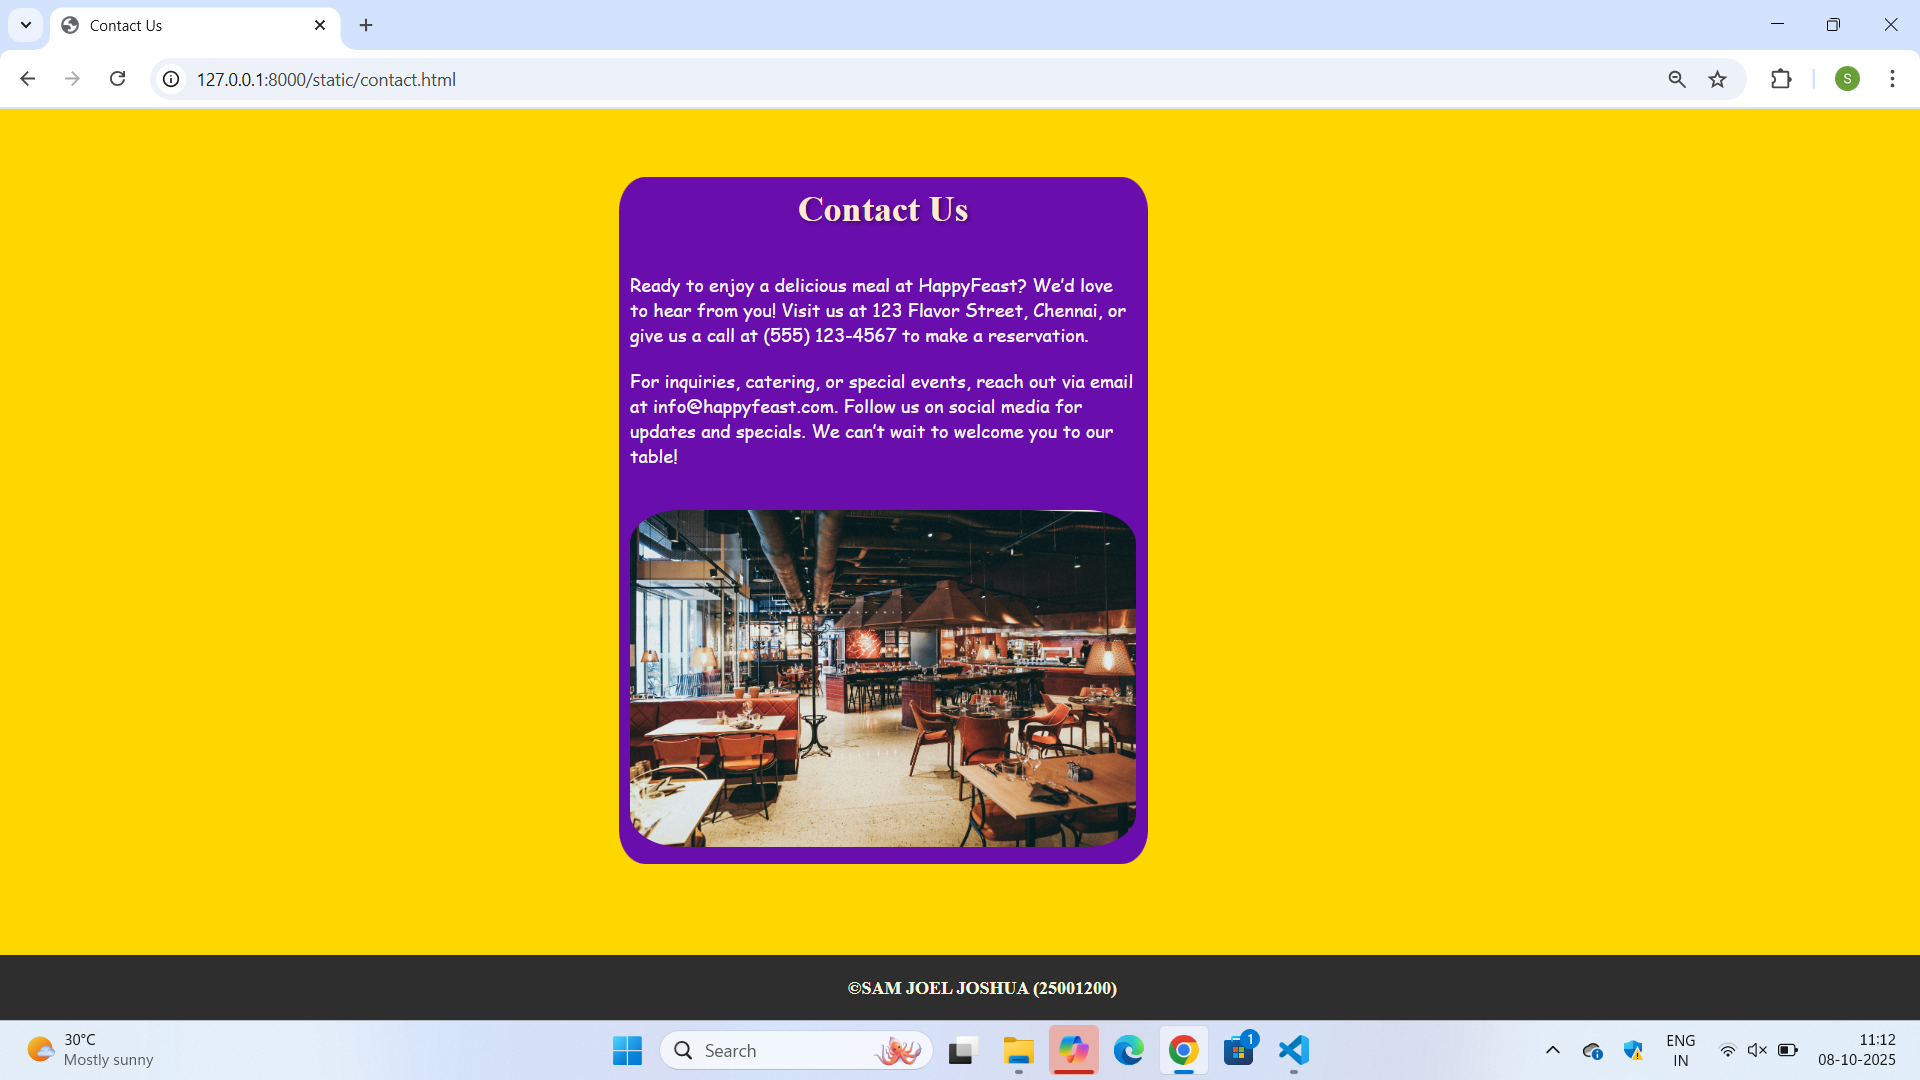 Contact Us
127.0.0.1:8000/static/contact.html
S
Contact Us
Ready to enjoy a delicious meal at HappyFeast? We’d love
to hear from you! Visit us at 123 Flavor Street, Chennai, or
give us a call at (555) 123-4567 to make a reservation.
For inquiries, catering, or special events, reach out via email
at info@happyfeast.com. Follow us on social media for
updates and specials. We can’t wait to welcome you to our
table!
©SAM JOEL JOSHUA (25001200)
30°C
Mostly sunny
Search
1
ENG
IN
11:12
08-10-2025